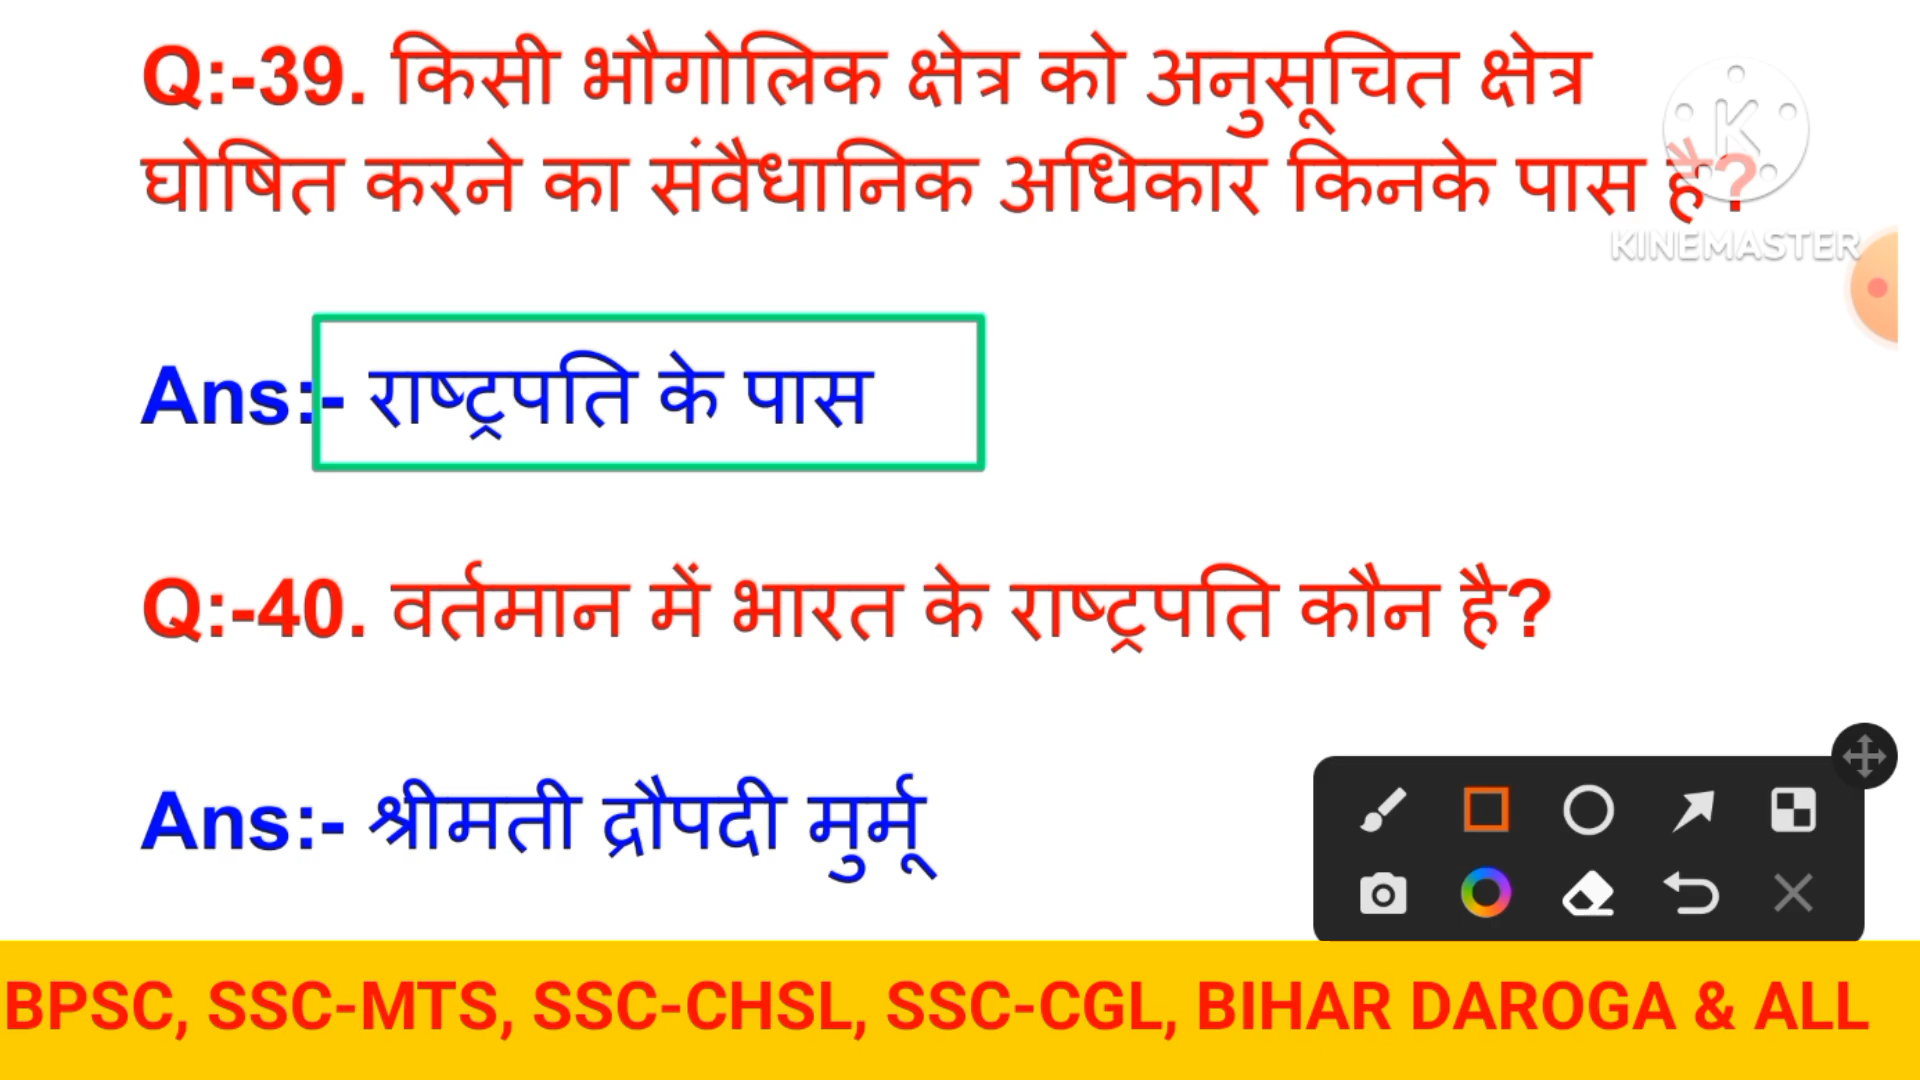 Q:-39. किसी भौगोलिक क्षेत्र को अनुसूचित क्षेत्र
घोषित करने का संवैधानिक अधिकार किनके पास है?
K
KINEMASTER
Ans:- राष्ट्रपति के पास
Q:-40. वर्तमान में भारत के राष्ट्रपति कौन है?
Ans:- श्रीमती द्रौपदी मुर्मू
BPSC, SSC-MTS, SSC-CHSL, SSC-CGL, BIHAR DAROGA & ALL